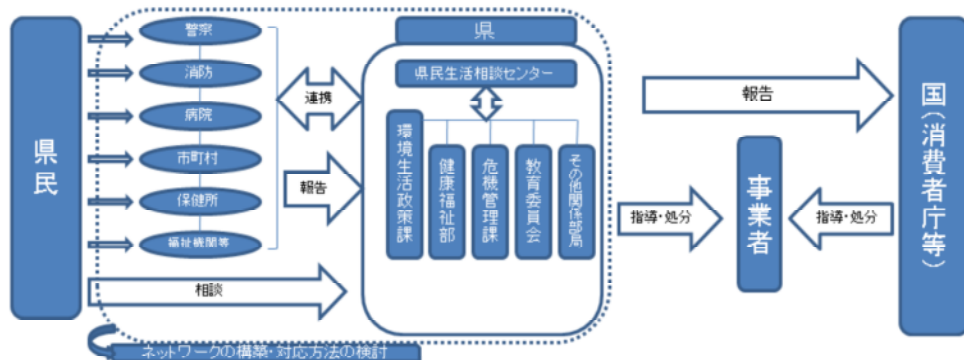 県民
警察
消防
病院
市町村
保健所
福祉機関等
連携
報告
相談
ネットワークの構築・対応方法の検討
県
県民生活相談センター
環境生活政策課
健康福祉部
危機管理課
教育委員会
その他関係部局
報告
指導・処分
事業者
指導・処分
国(消費者庁等)